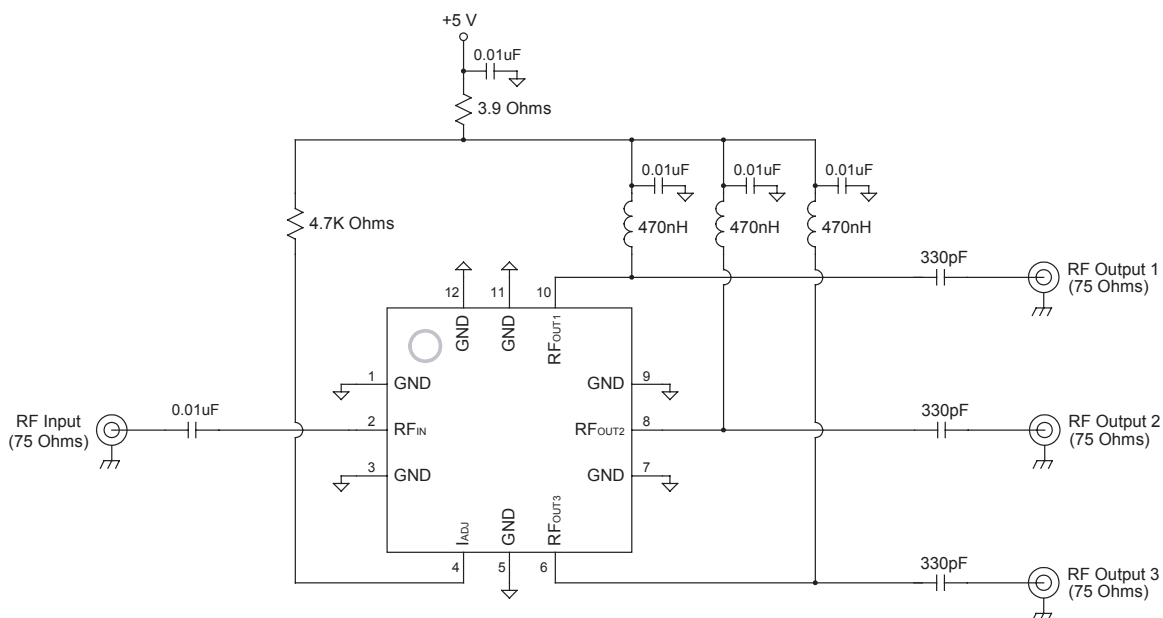 +5 V
0.01uF
3.9 Ohms
0.01uF
0.01uF
0.01uF
4.7K Ohms
470nH
470nH
470nH
330pF
RF Output 1
(75 Ohms)
12
11
10
GND
GND
RFOUT1
1
GND
GND
9
RF Input
(75 Ohms)
0.01uF
2
RFIN
RFOUT2
8
330pF
RF Output 2
(75 Ohms)
3
GND
GND
7
IADJ
GND
RFOUT3
4
5
6
330pF
RF Output 3
(75 Ohms)